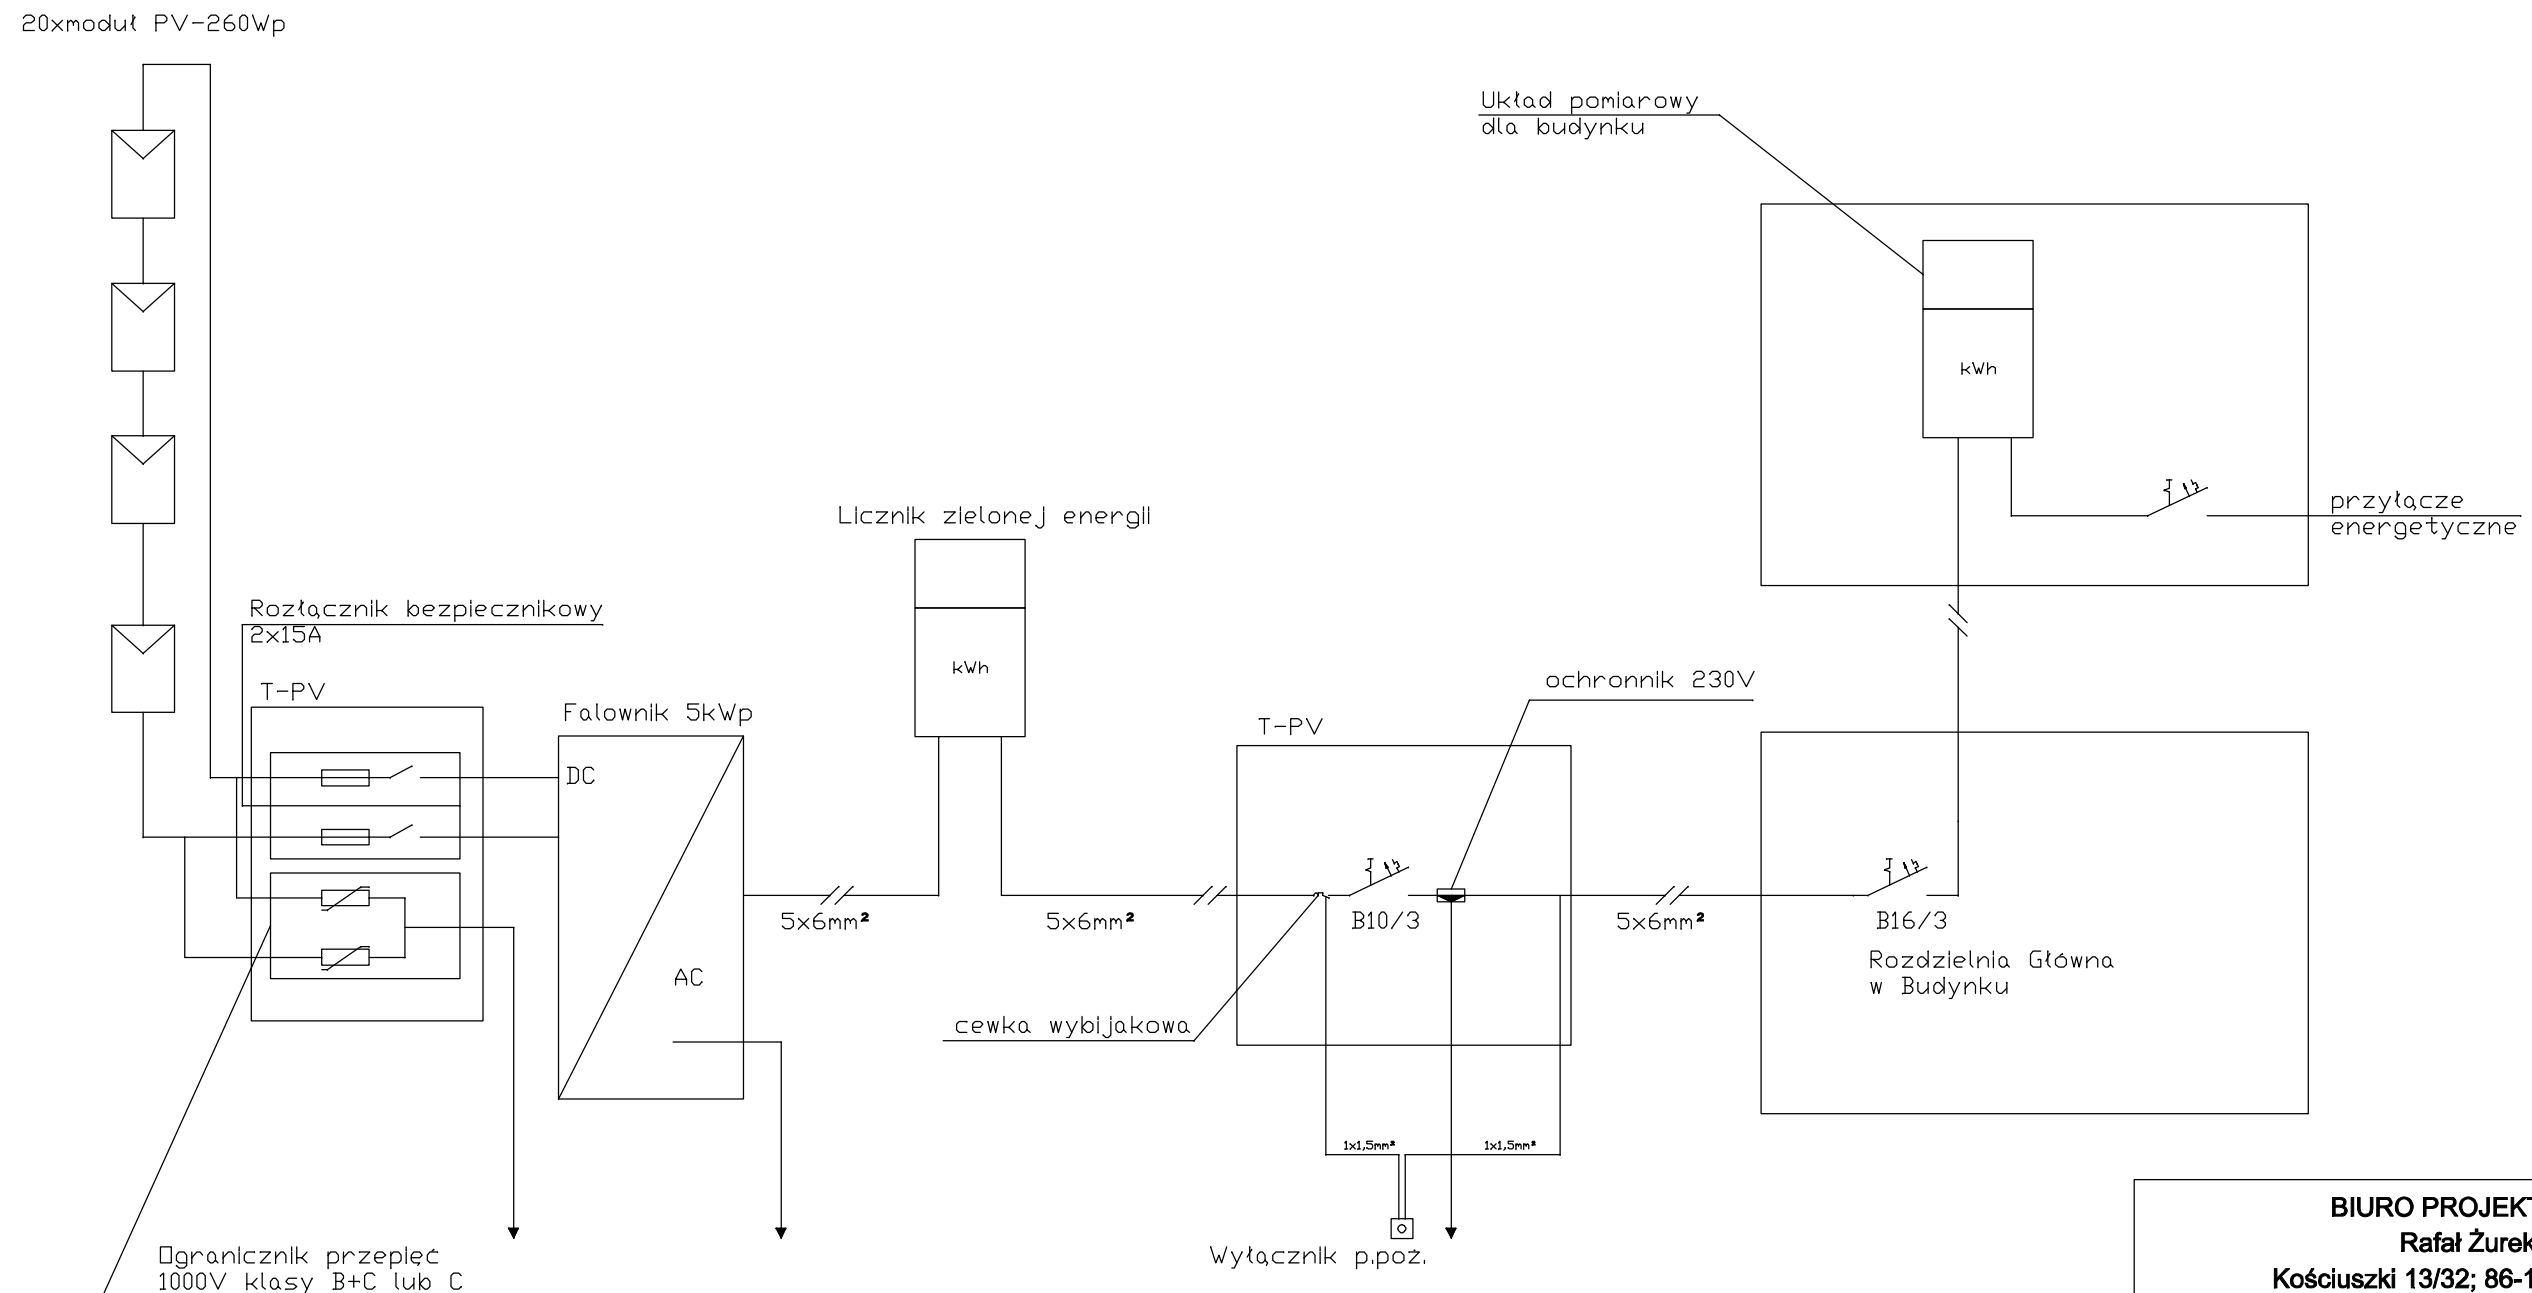 20xmoduł PV-260Wp
Układ pomiarowy
dla budynku
kWh
przyłącze
energetyczne
Licznik zielonej energii
kWh
Rozłącznik bezpiecznikowy
2x15A
T-PV
Falownik 5kWp
DC
AC
ochronnik 230V
T-PV
5x6mm²
5x6mm²
B10/3
5x6mm²
B16/3
Rozdzielnia Główna
w Budynku
cewka wybijakowa
1x1,5mm²
1x1,5mm²
Wyłącznik p.poż.
Ogranicznik przepięć
1000V klasy B+C lub C
BIURO PROJEKT
Rafał Żurek
Kościuszki 13/32; 86-1